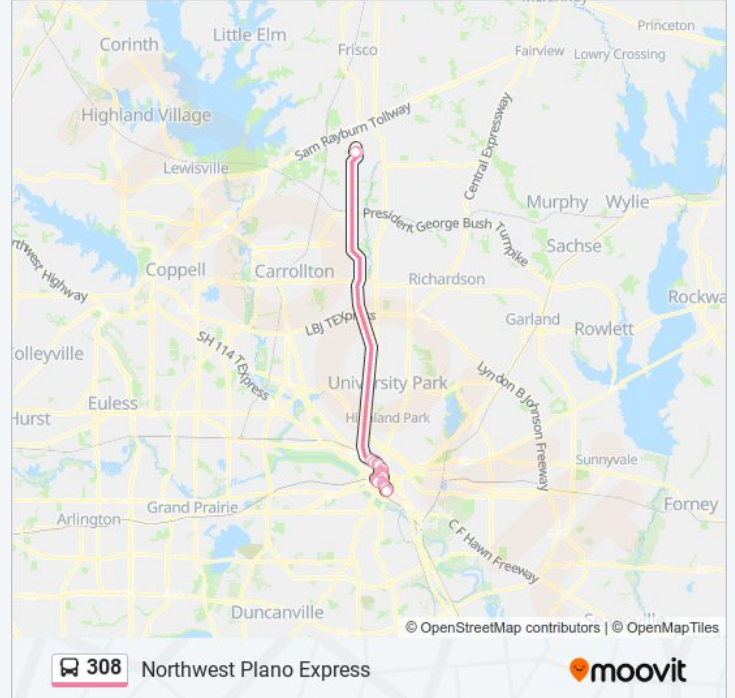 Princeton
Little Elm
Corinth
Frisco
Fairview
Lowry Crossing
Highland Village
Sam Rayburn Tollway
Central Expressway
Lewisville
Murphy
Wylie
President George Bush Turnpike
Sachse
rthwest Highway
Coppell
Carrollton
Richardson
Rockwa
LBJ TEXpress
Garland
Rowlett
SH 114 TEXpress
olleyville
University Park
Lyndon B Johnson Freeway
Euless
Hurst
Highland Park
Sunnyvale
Grand Prairie
Forney
Arlington
C F Hawn Freeway
Duncanville
© OpenStreetMap contributors | © OpenMapTiles
308 Northwest Plano Express
moovit